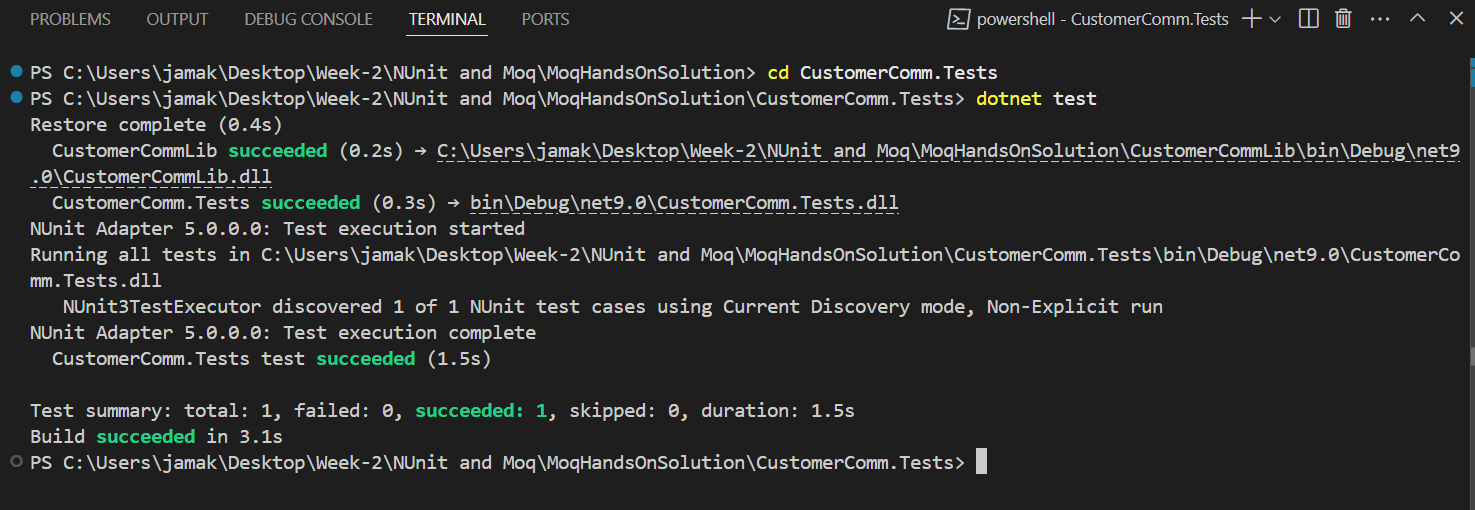 PROBLEMS OUTPUT DEBUG CONSOLE TERMINAL PORTS powershell - CustomerComm.Tests
PS C:\Users\jamak\Desktop\Week-2\NUnit and Moq\MoqHandsOnSolution> cd CustomerComm.Tests
PS C:\Users\jamak\Desktop\Week-2\NUnit and Moq\MoqHandsOnSolution\CustomerComm.Tests> dotnet test
Restore complete (0.4s)
CustomerCommLib succeeded (0.2s) → C:\Users\jamak\Desktop\Week-2\NUnit and Moq\MoqHandsOnSolution\CustomerCommLib\bin\Debug\net9
.0\CustomerCommLib.dll
CustomerComm.Tests succeeded (0.3s) → bin\Debug\net9.0\CustomerComm.Tests.dll
NUnit Adapter 5.0.0.0: Test execution started
Running all tests in C:\Users\jamak\Desktop\Week-2\NUnit and Moq\MoqHandsOnSolution\CustomerComm.Tests\bin\Debug\net9.0\CustomerCo
mm.Tests.dll
NUnit3TestExecutor discovered 1 of 1 NUnit test cases using Current Discovery mode, Non-Explicit run
NUnit Adapter 5.0.0.0: Test execution complete
CustomerComm.Tests test succeeded (1.5s)
Test summary: total: 1, failed: 0, succeeded: 1, skipped: 0, duration: 1.5s
Build succeeded in 3.1s
PS C:\Users\jamak\Desktop\Week-2\NUnit and Moq\MoqHandsOnSolution\CustomerComm.Tests>